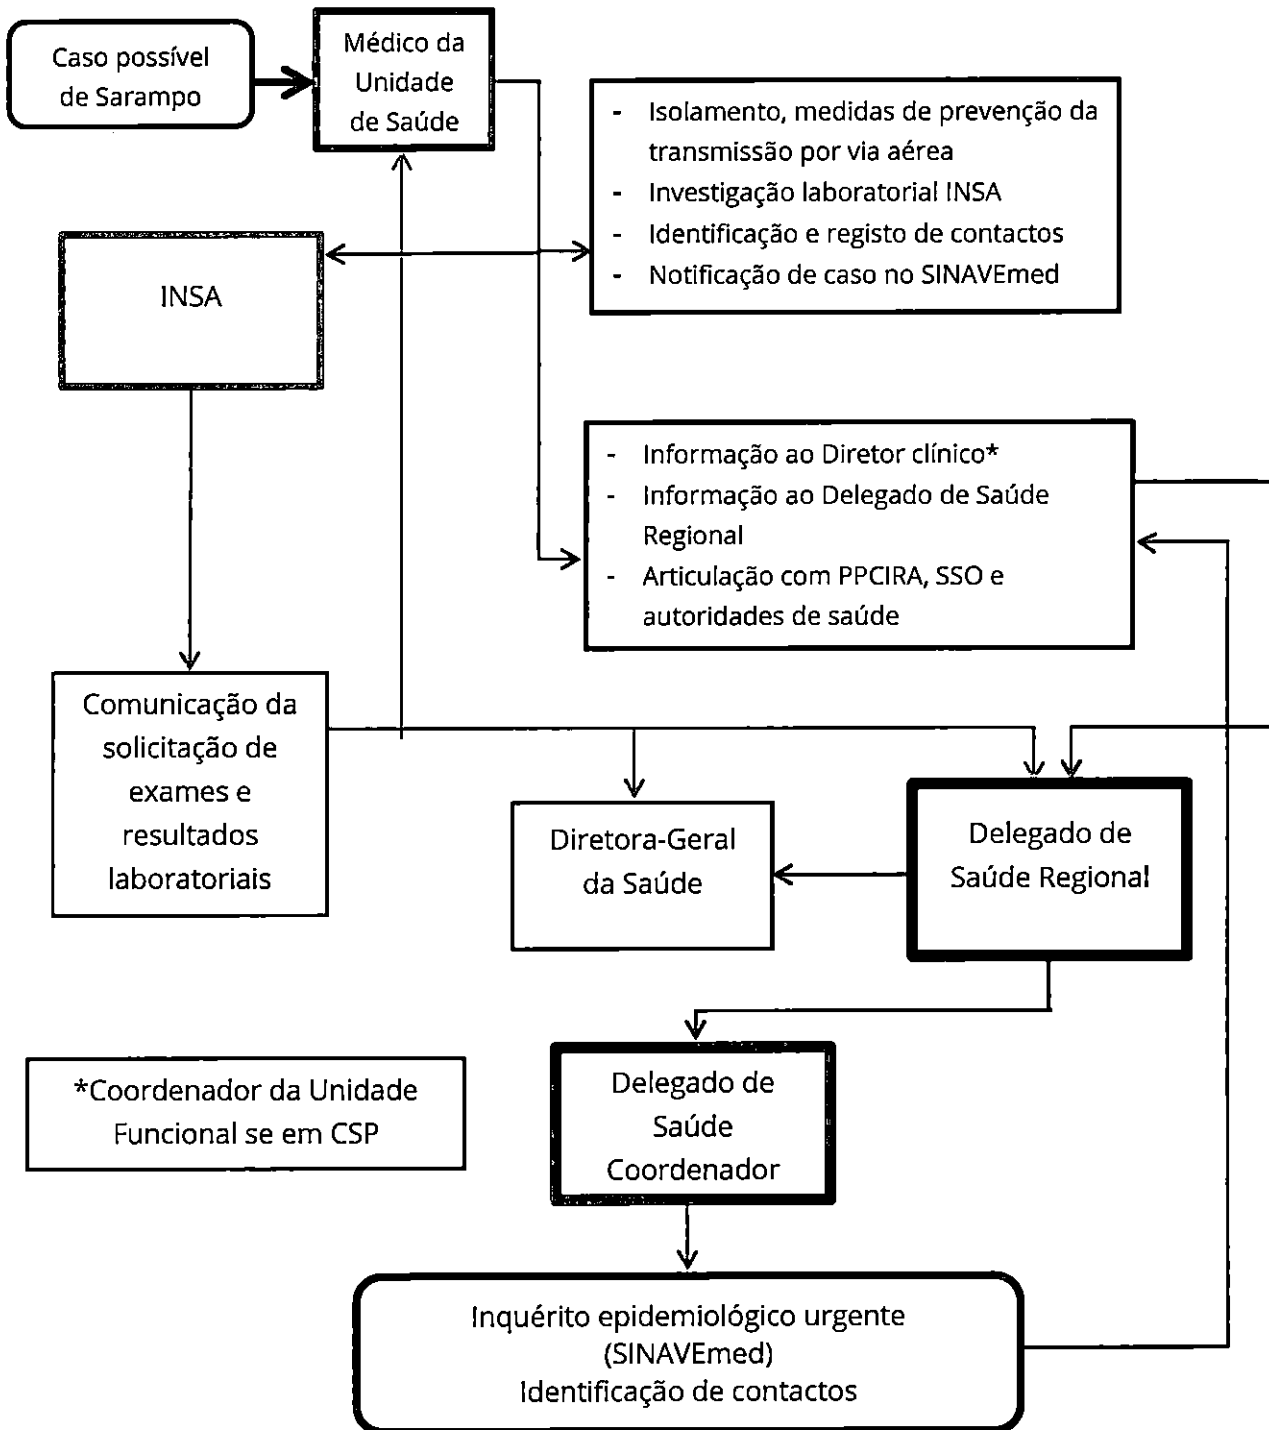 Caso possível
de Sarampo
Médico da
Unidade
de Saúde
- Isolamento, medidas de prevenção da
transmissão por via aérea
- Investigação laboratorial INSA
- Identificação e registo de contactos
- Notificação de caso no SINAVEmed
INSA
- Informação ao Diretor clínico*
- Informação ao Delegado de Saúde
Regional
- Articulação com PPCIRA, SSO e
autoridades de saúde
Comunicação da
solicitação de
exames e
resultados
laboratoriais
Diretora-Geral
da Saúde
Delegado de
Saúde Regional
*Coordenador da Unidade
Funcional se em CSP
Delegado de
Saúde
Coordenador
Inquérito epidemiológico urgente
(SINAVEmed)
Identificação de contactos